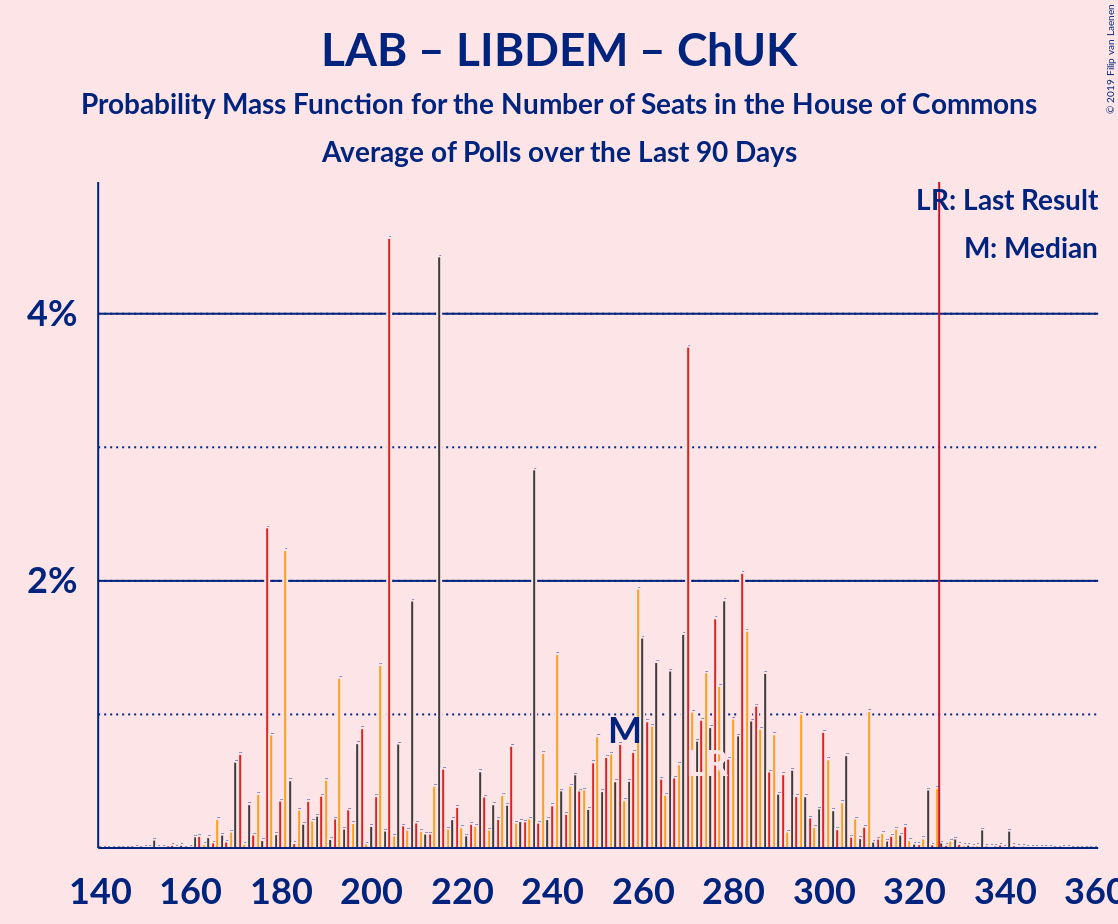 LAB – LIBDEM – ChUK
Probability Mass Function for the Number of Seats in the House of Commons
Average of Polls over the Last 90 Days
© 2019 Filip van Laenen
LR: Last Result
M: Median
4%
2%
M
LR
140 160 180 200 220 240 260 280 300 320 340 360